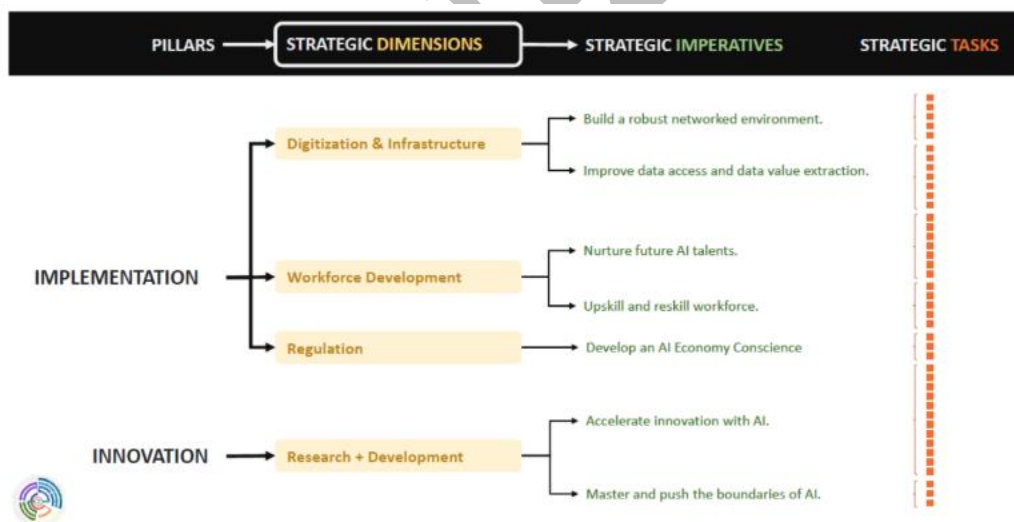 PILLARS
STRATEGIC DIMENSIONS
STRATEGIC IMPERATIVES
STRATEGIC TASKS
Digitization & Infrastructure
Build a robust networked environment.
Improve data access and data value extraction.
IMPLEMENTATION
Workforce Development
Nurture future AI talents.
Upskill and reskill workforce.
Regulation
Develop an AI Economy Conscience
INNOVATION
Research + Development
Accelerate innovation with AI.
Master and push the boundaries of AI.